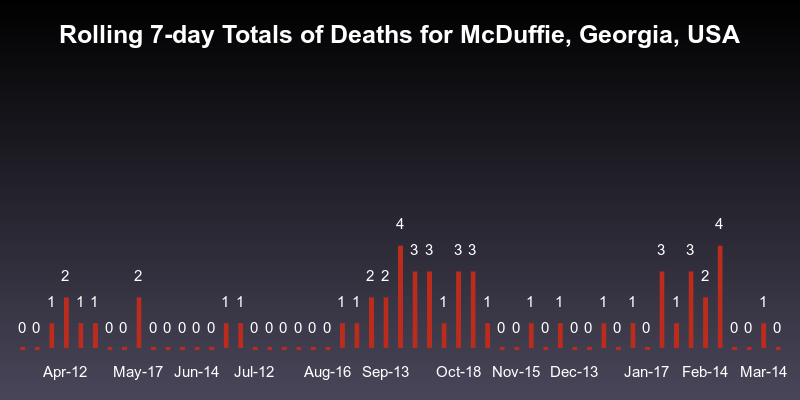 Rolling 7-day Totals of Deaths for McDuffie, Georgia, USA
0 0 1 2 1 1 0 0 2 0 0 0 0 0 1 1 0 0 0 0 0 0 1 1 2 2 4 3 3 1 3 3 1 0 0 1 0 1 0 0 1 0 1 0 3 1 3 2 4 0 0 1 0
Apr-12 May-17 Jun-14 Jul-12 Aug-16 Sep-13 Oct-18 Nov-15 Dec-13 Jan-17 Feb-14 Mar-14